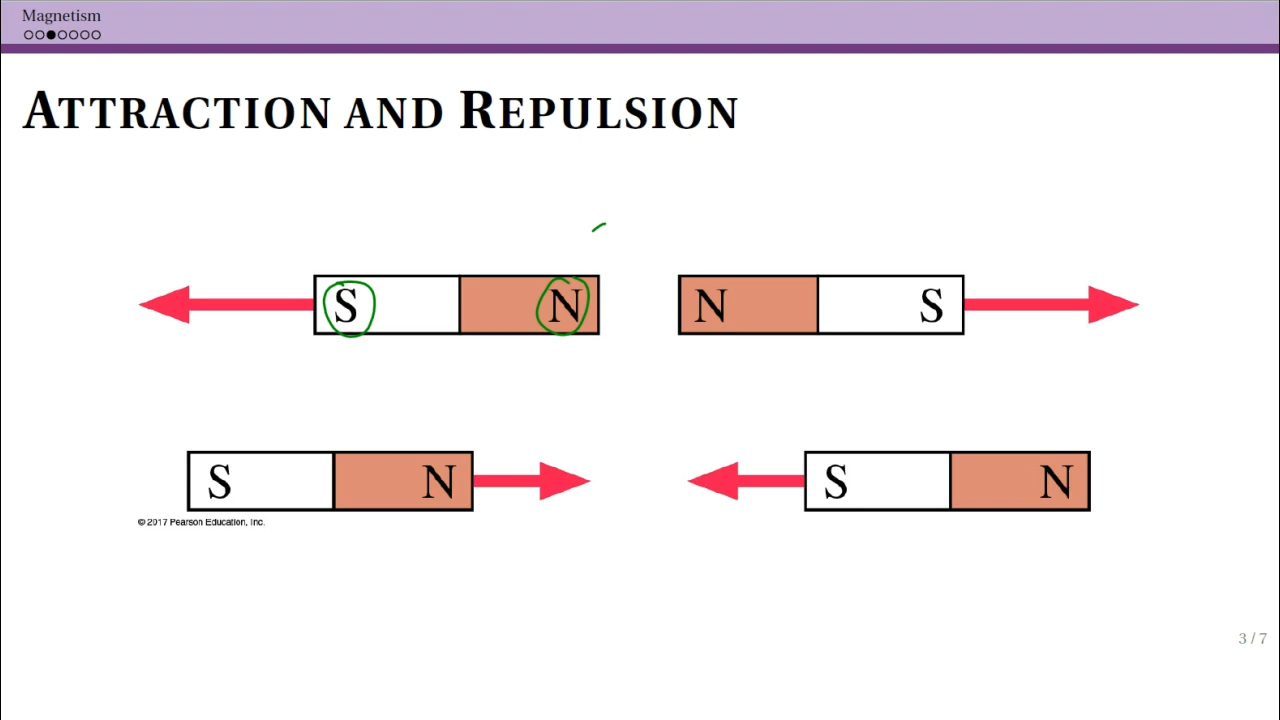 Magnetism
ATTRACTION AND REPULSION
S N N S
S N S N
© 2017 Pearson Education, Inc.
3 / 7